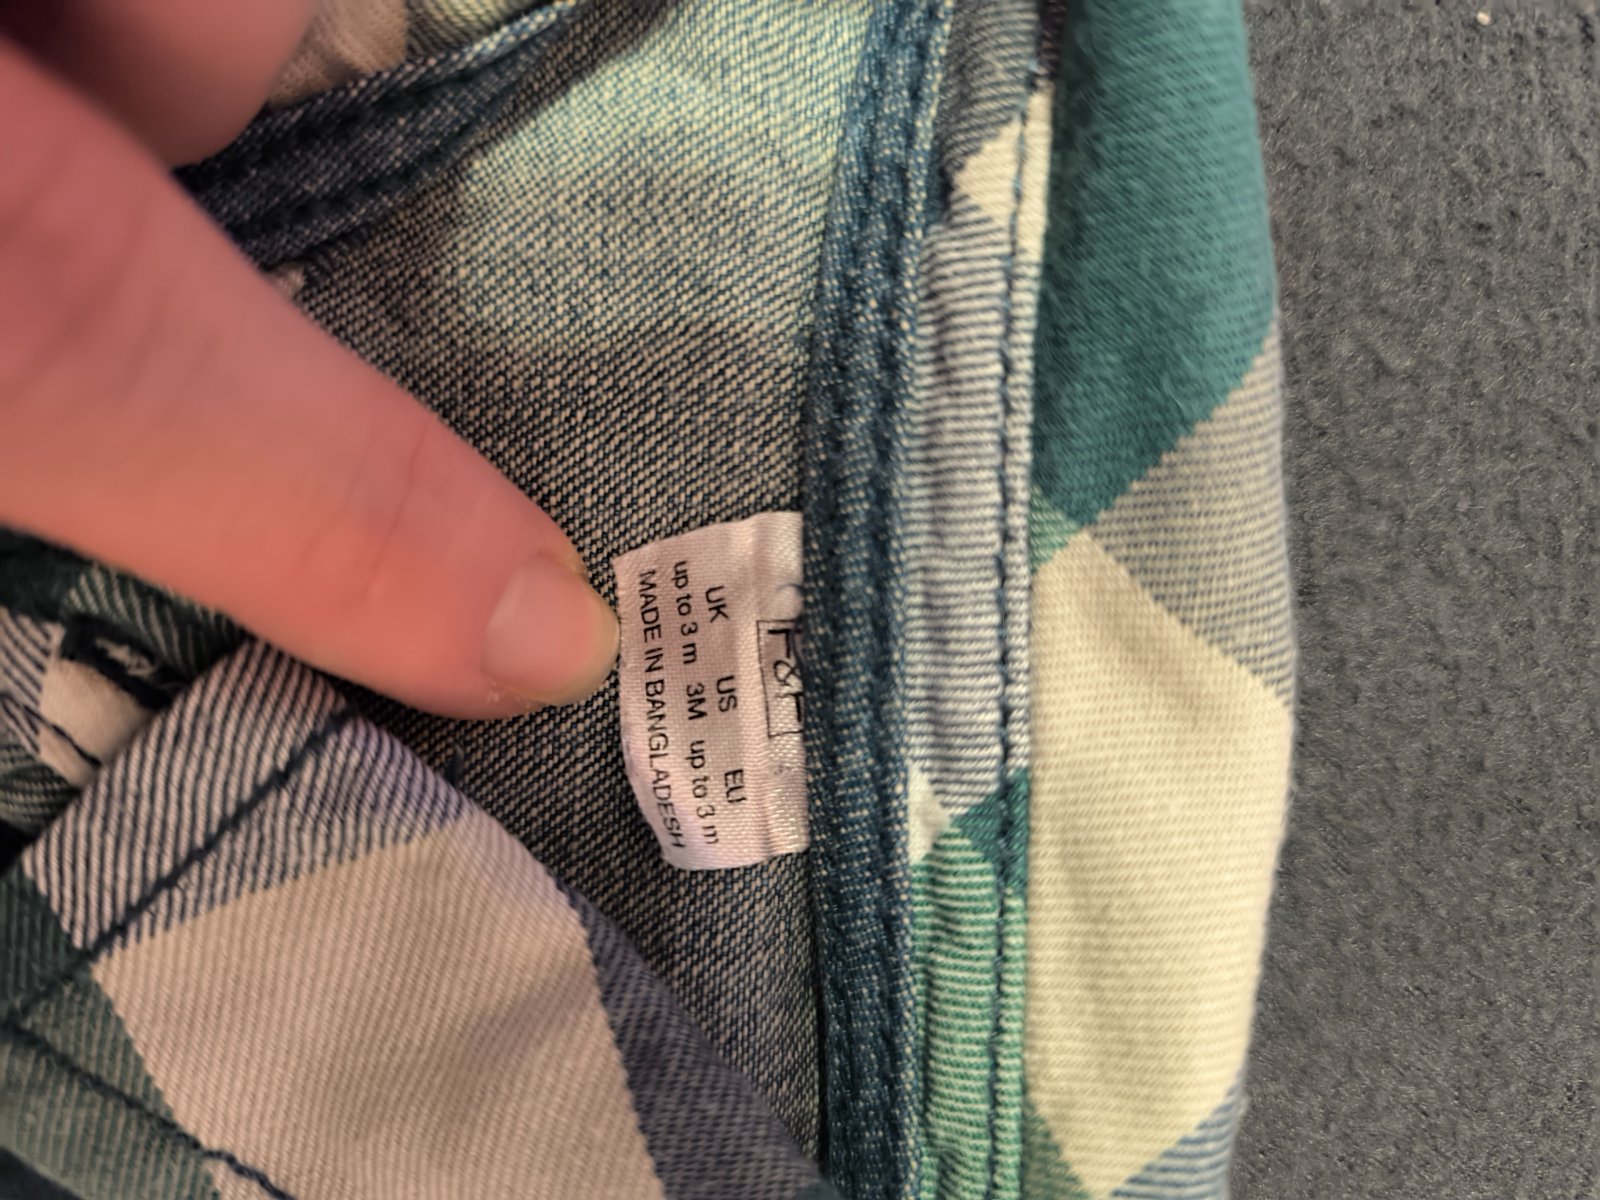 F&F
UK US EU
up to 3 m 3M up to 3 m
MADE IN BANGLADESH